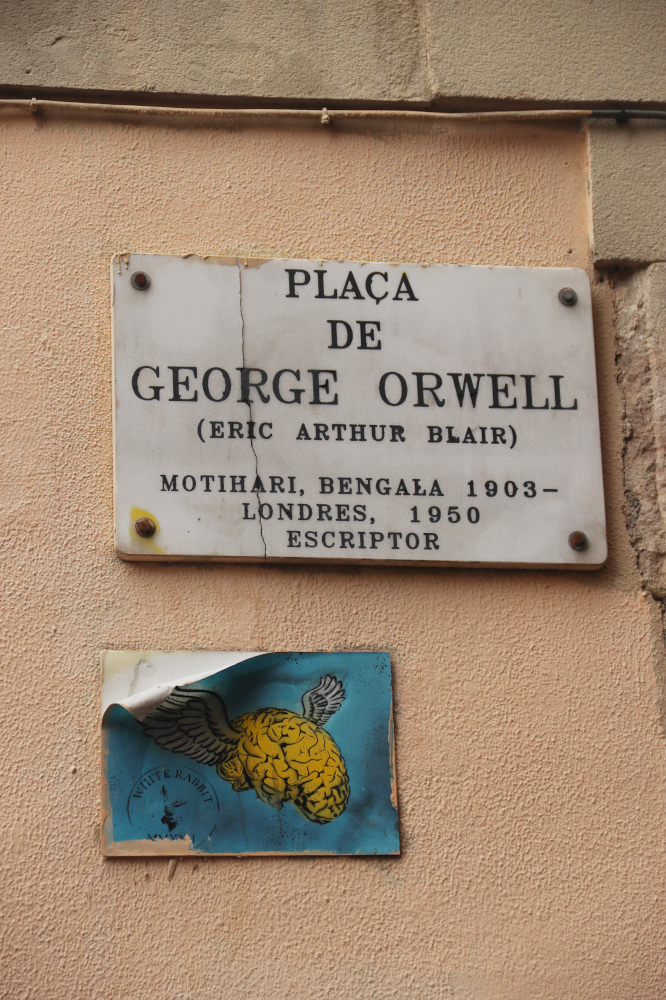 PLAÇA
DE
GEORGE ORWELL
(ERIC ARTHUR BLAIR)
MOTIHARI, BENGALA 1903–
LONDRES, 1950
ESCRIPTOR
WHITE RABBIT